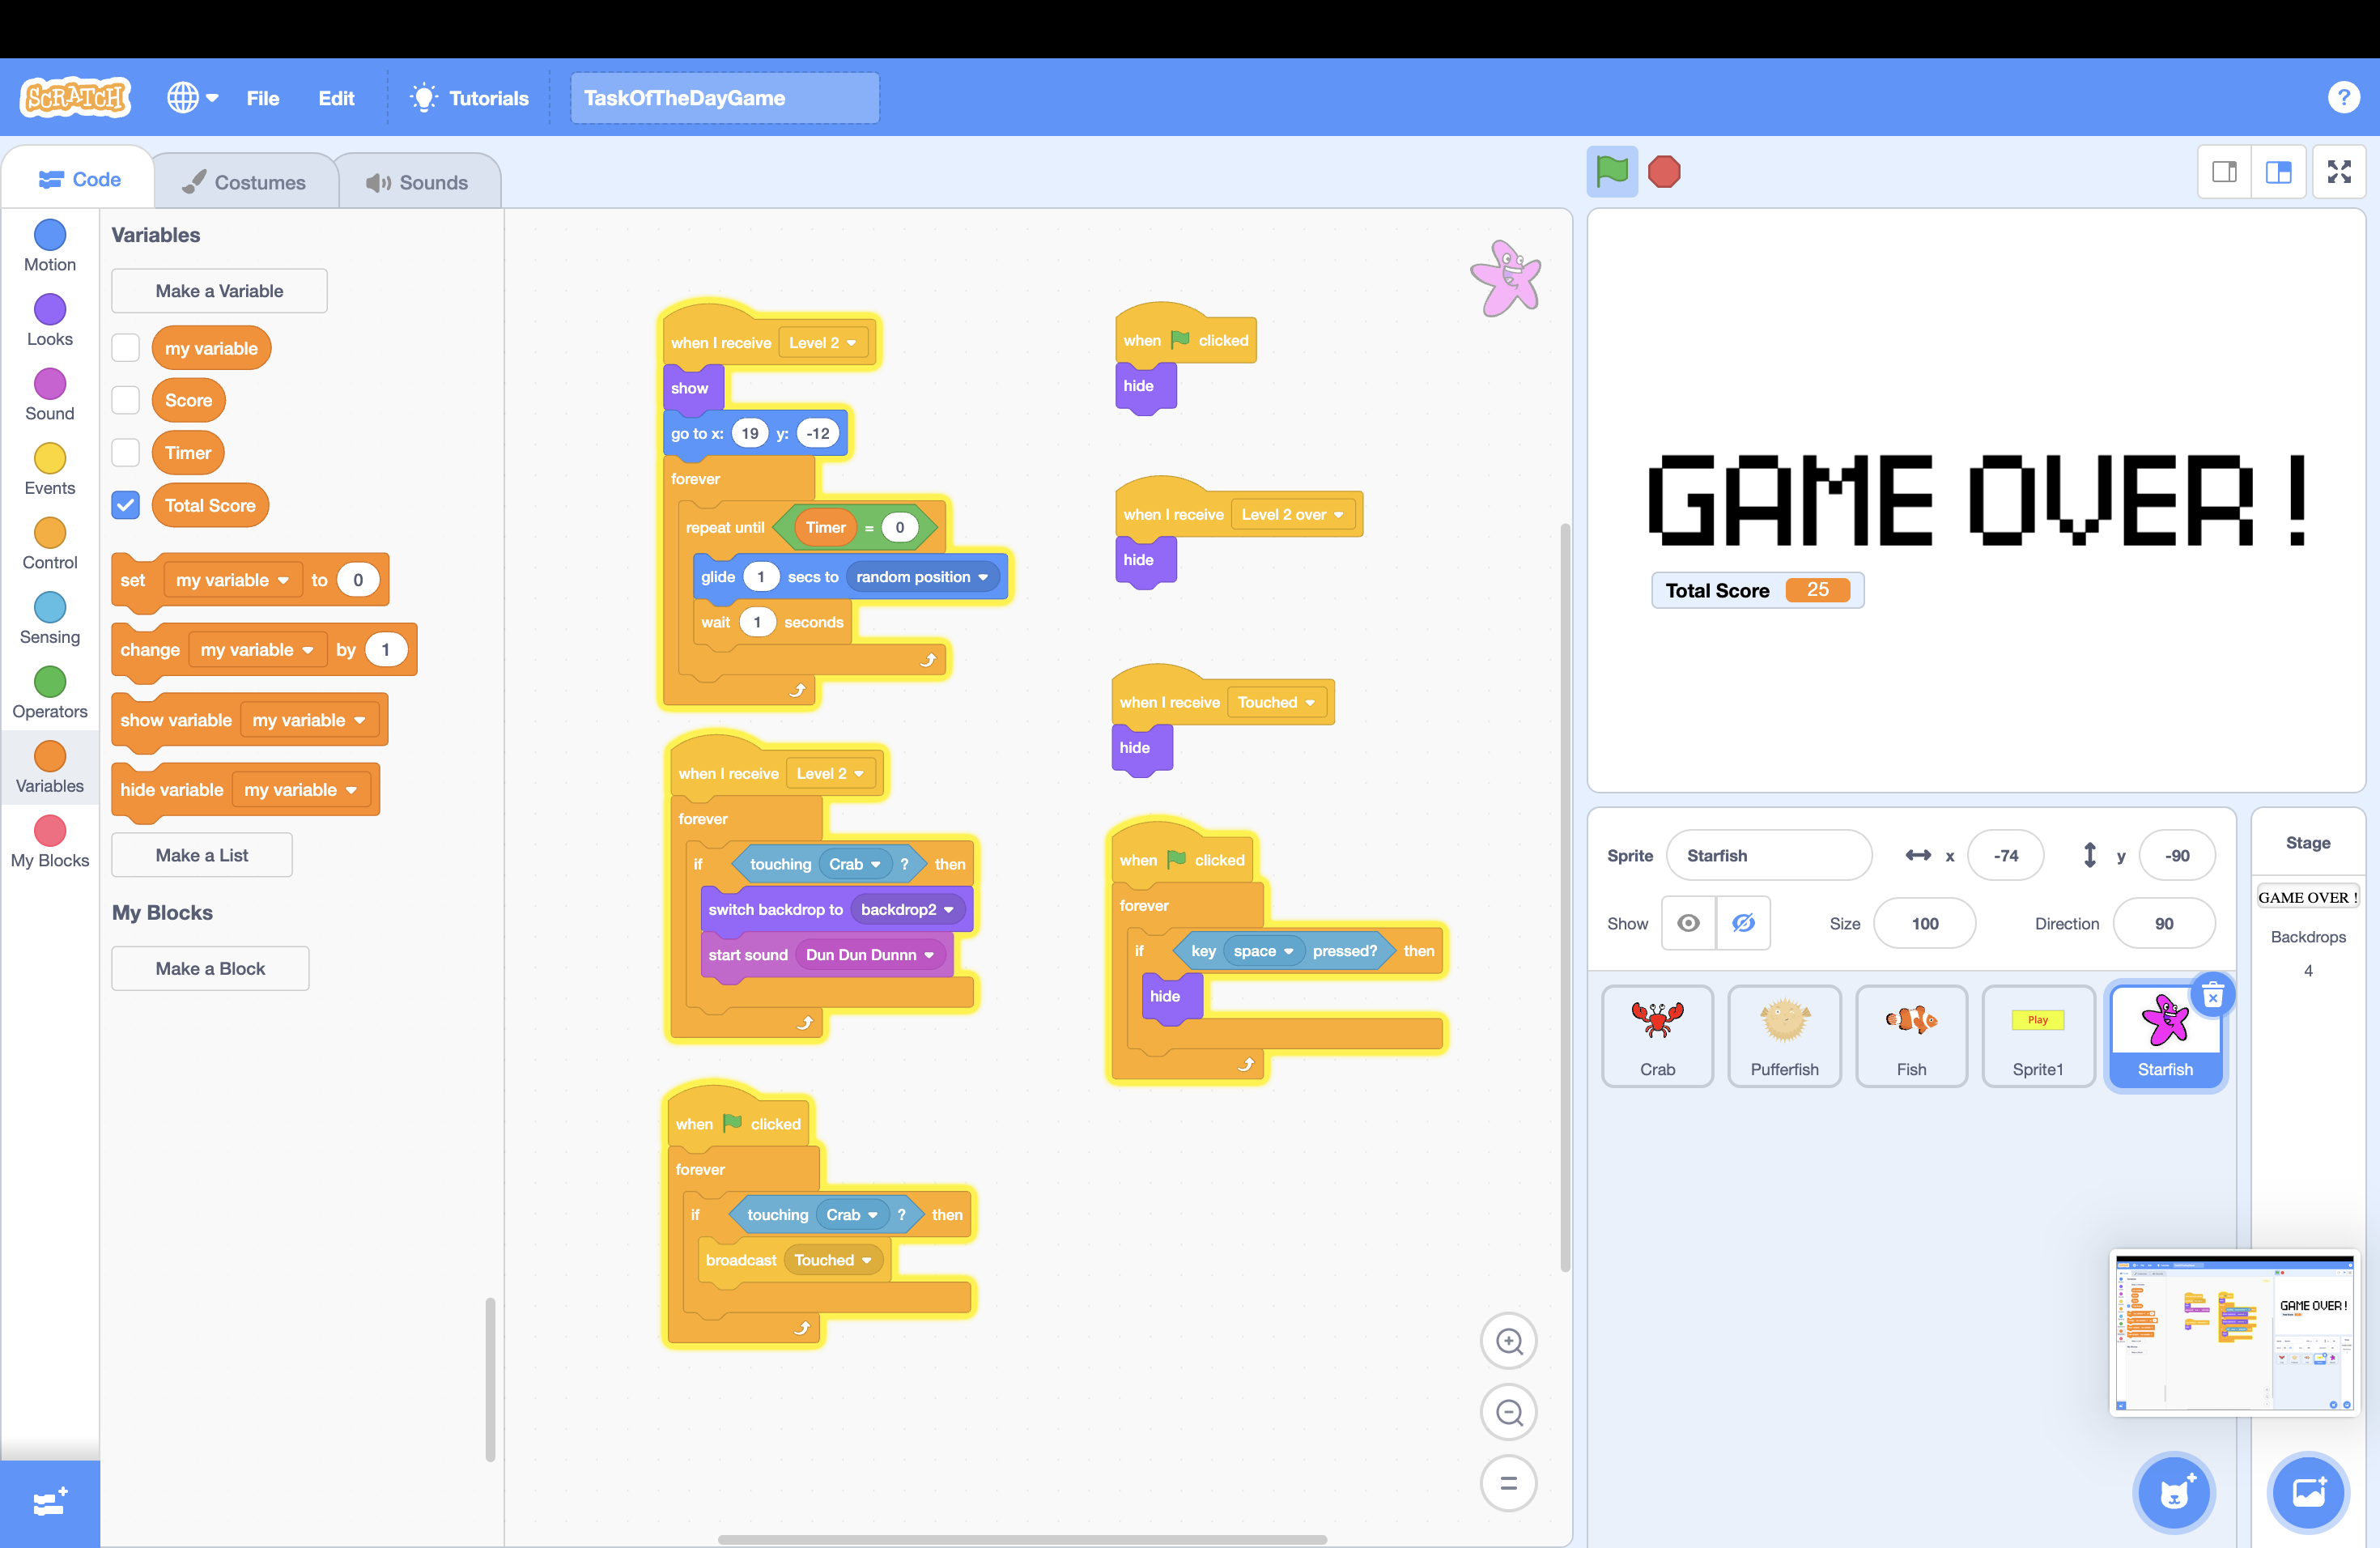 SCRATCH File Edit Tutorials TaskOfTheDayGame ?
Code Costumes Sounds
Motion
Looks
Sound
Events
Control
Sensing
Operators
Variables
My Blocks
Variables
Make a Variable
my variable
Score
Timer
Total Score
set my variable to 0
change my variable by 1
show variable my variable
hide variable my variable
Make a List
My Blocks
Make a Block
when I receive Level 2
show
go to x: 19 y: -12
forever
repeat until Timer = 0
glide 1 secs to random position
wait 1 seconds
when I receive Level 2
forever
if touching Crab ? then
switch backdrop to backdrop2
start sound Dun Dun Dunnn
when clicked
forever
if touching Crab ? then
broadcast Touched
when clicked
hide
when I receive Level 2 over
hide
when I receive Touched
hide
when clicked
forever
if key space pressed? then
hide
GAME OVER !
Total Score 25
Sprite Starfish x -74 y -90
Show Size 100 Direction 90
Crab
Pufferfish
Fish
Play
Sprite1
Starfish
Stage
GAME OVER !
Backdrops
4
GAME OVER !